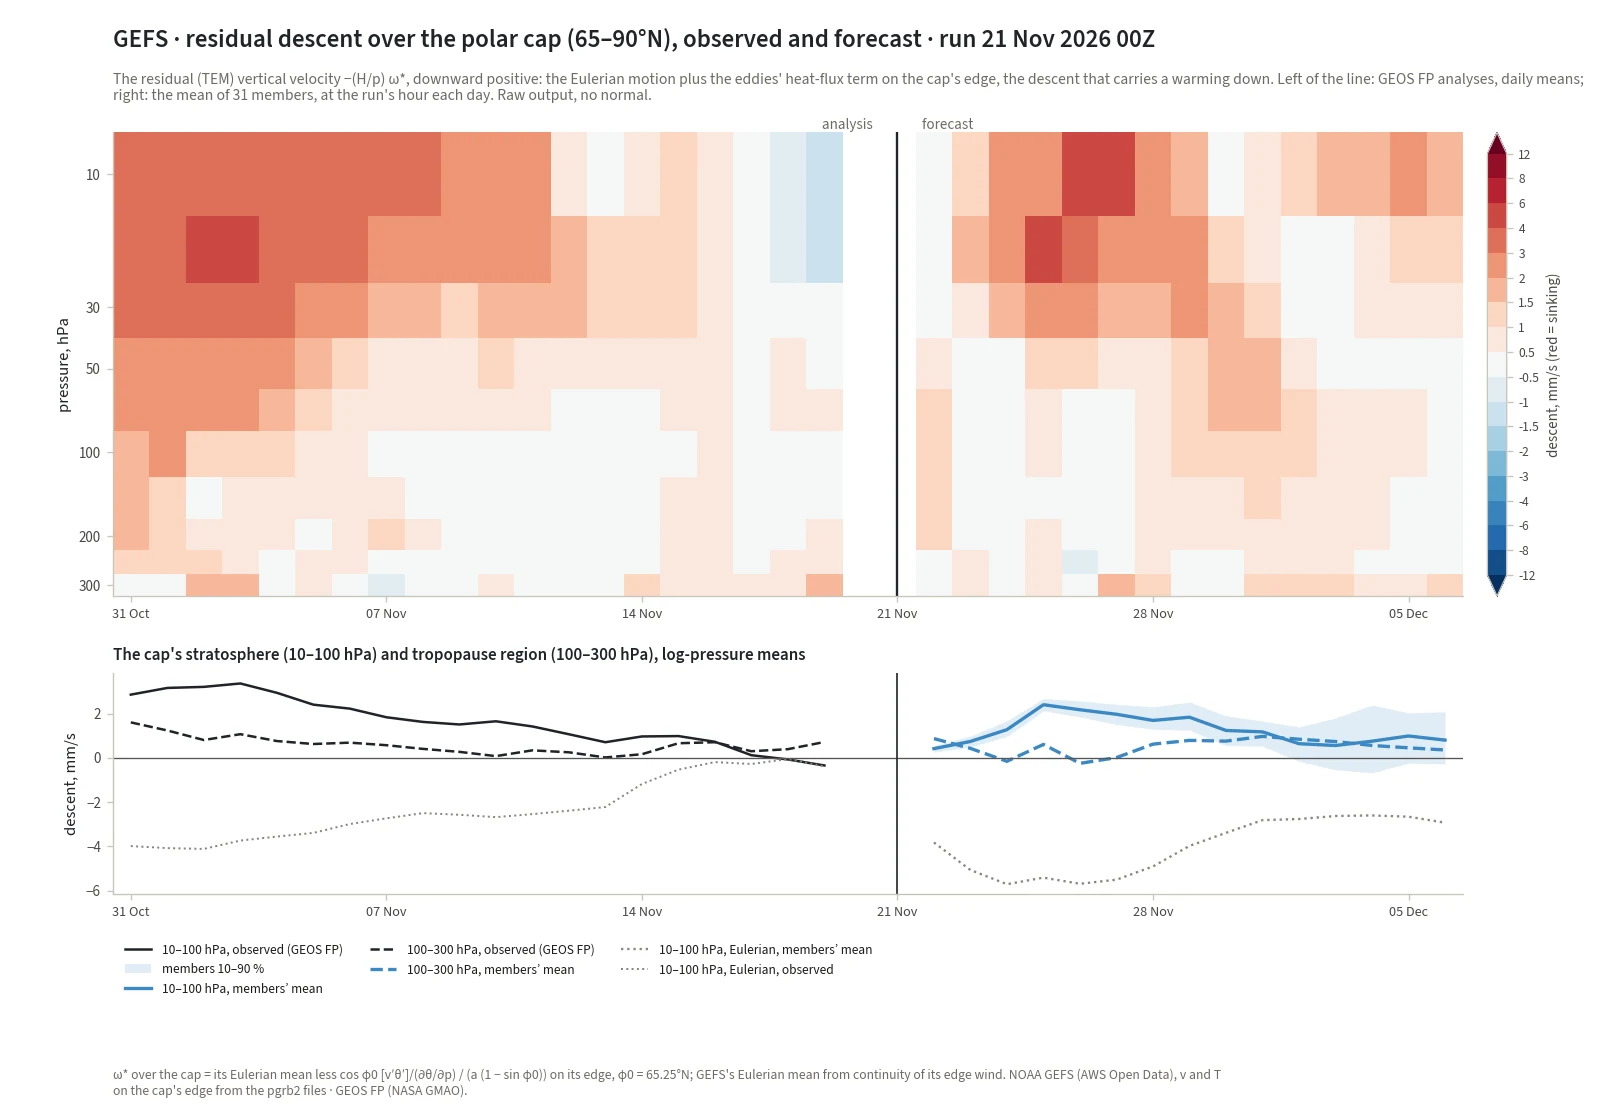 GEFS · residual descent over the polar cap (65–90°N), observed and forecast · run 21 Nov 2026 00Z
The residual (TEM) vertical velocity −(H/p) ω*, downward positive: the Eulerian motion plus the eddies' heat-flux term on the cap's edge, the descent that carries a warming down. Left of the line: GEOS FP analyses, daily means;
right: the mean of 31 members, at the run's hour each day. Raw output, no normal.
analysis
forecast
pressure, hPa
10
30
50
100
200
300
31 Oct
07 Nov
14 Nov
21 Nov
28 Nov
05 Dec
12
8
6
4
3
2
1.5
1
0.5
-0.5
-1
-1.5
-2
-3
-4
-6
-8
-12
descent, mm/s (red = sinking)
The cap's stratosphere (10–100 hPa) and tropopause region (100–300 hPa), log-pressure means
descent, mm/s
2
0
−2
−4
−6
31 Oct
07 Nov
14 Nov
21 Nov
28 Nov
05 Dec
10–100 hPa, observed (GEOS FP)
members 10–90 %
10–100 hPa, members’ mean
100–300 hPa, observed (GEOS FP)
100–300 hPa, members’ mean
10–100 hPa, Eulerian, members’ mean
10–100 hPa, Eulerian, observed
ω* over the cap = its Eulerian mean less cos ϕ0 [v′θ′]/(∂θ/∂p) / (a (1 − sin ϕ0)) on its edge, ϕ0 = 65.25°N; GEFS's Eulerian mean from continuity of its edge wind. NOAA GEFS (AWS Open Data), v and T
on the cap's edge from the pgrb2 files · GEOS FP (NASA GMAO).